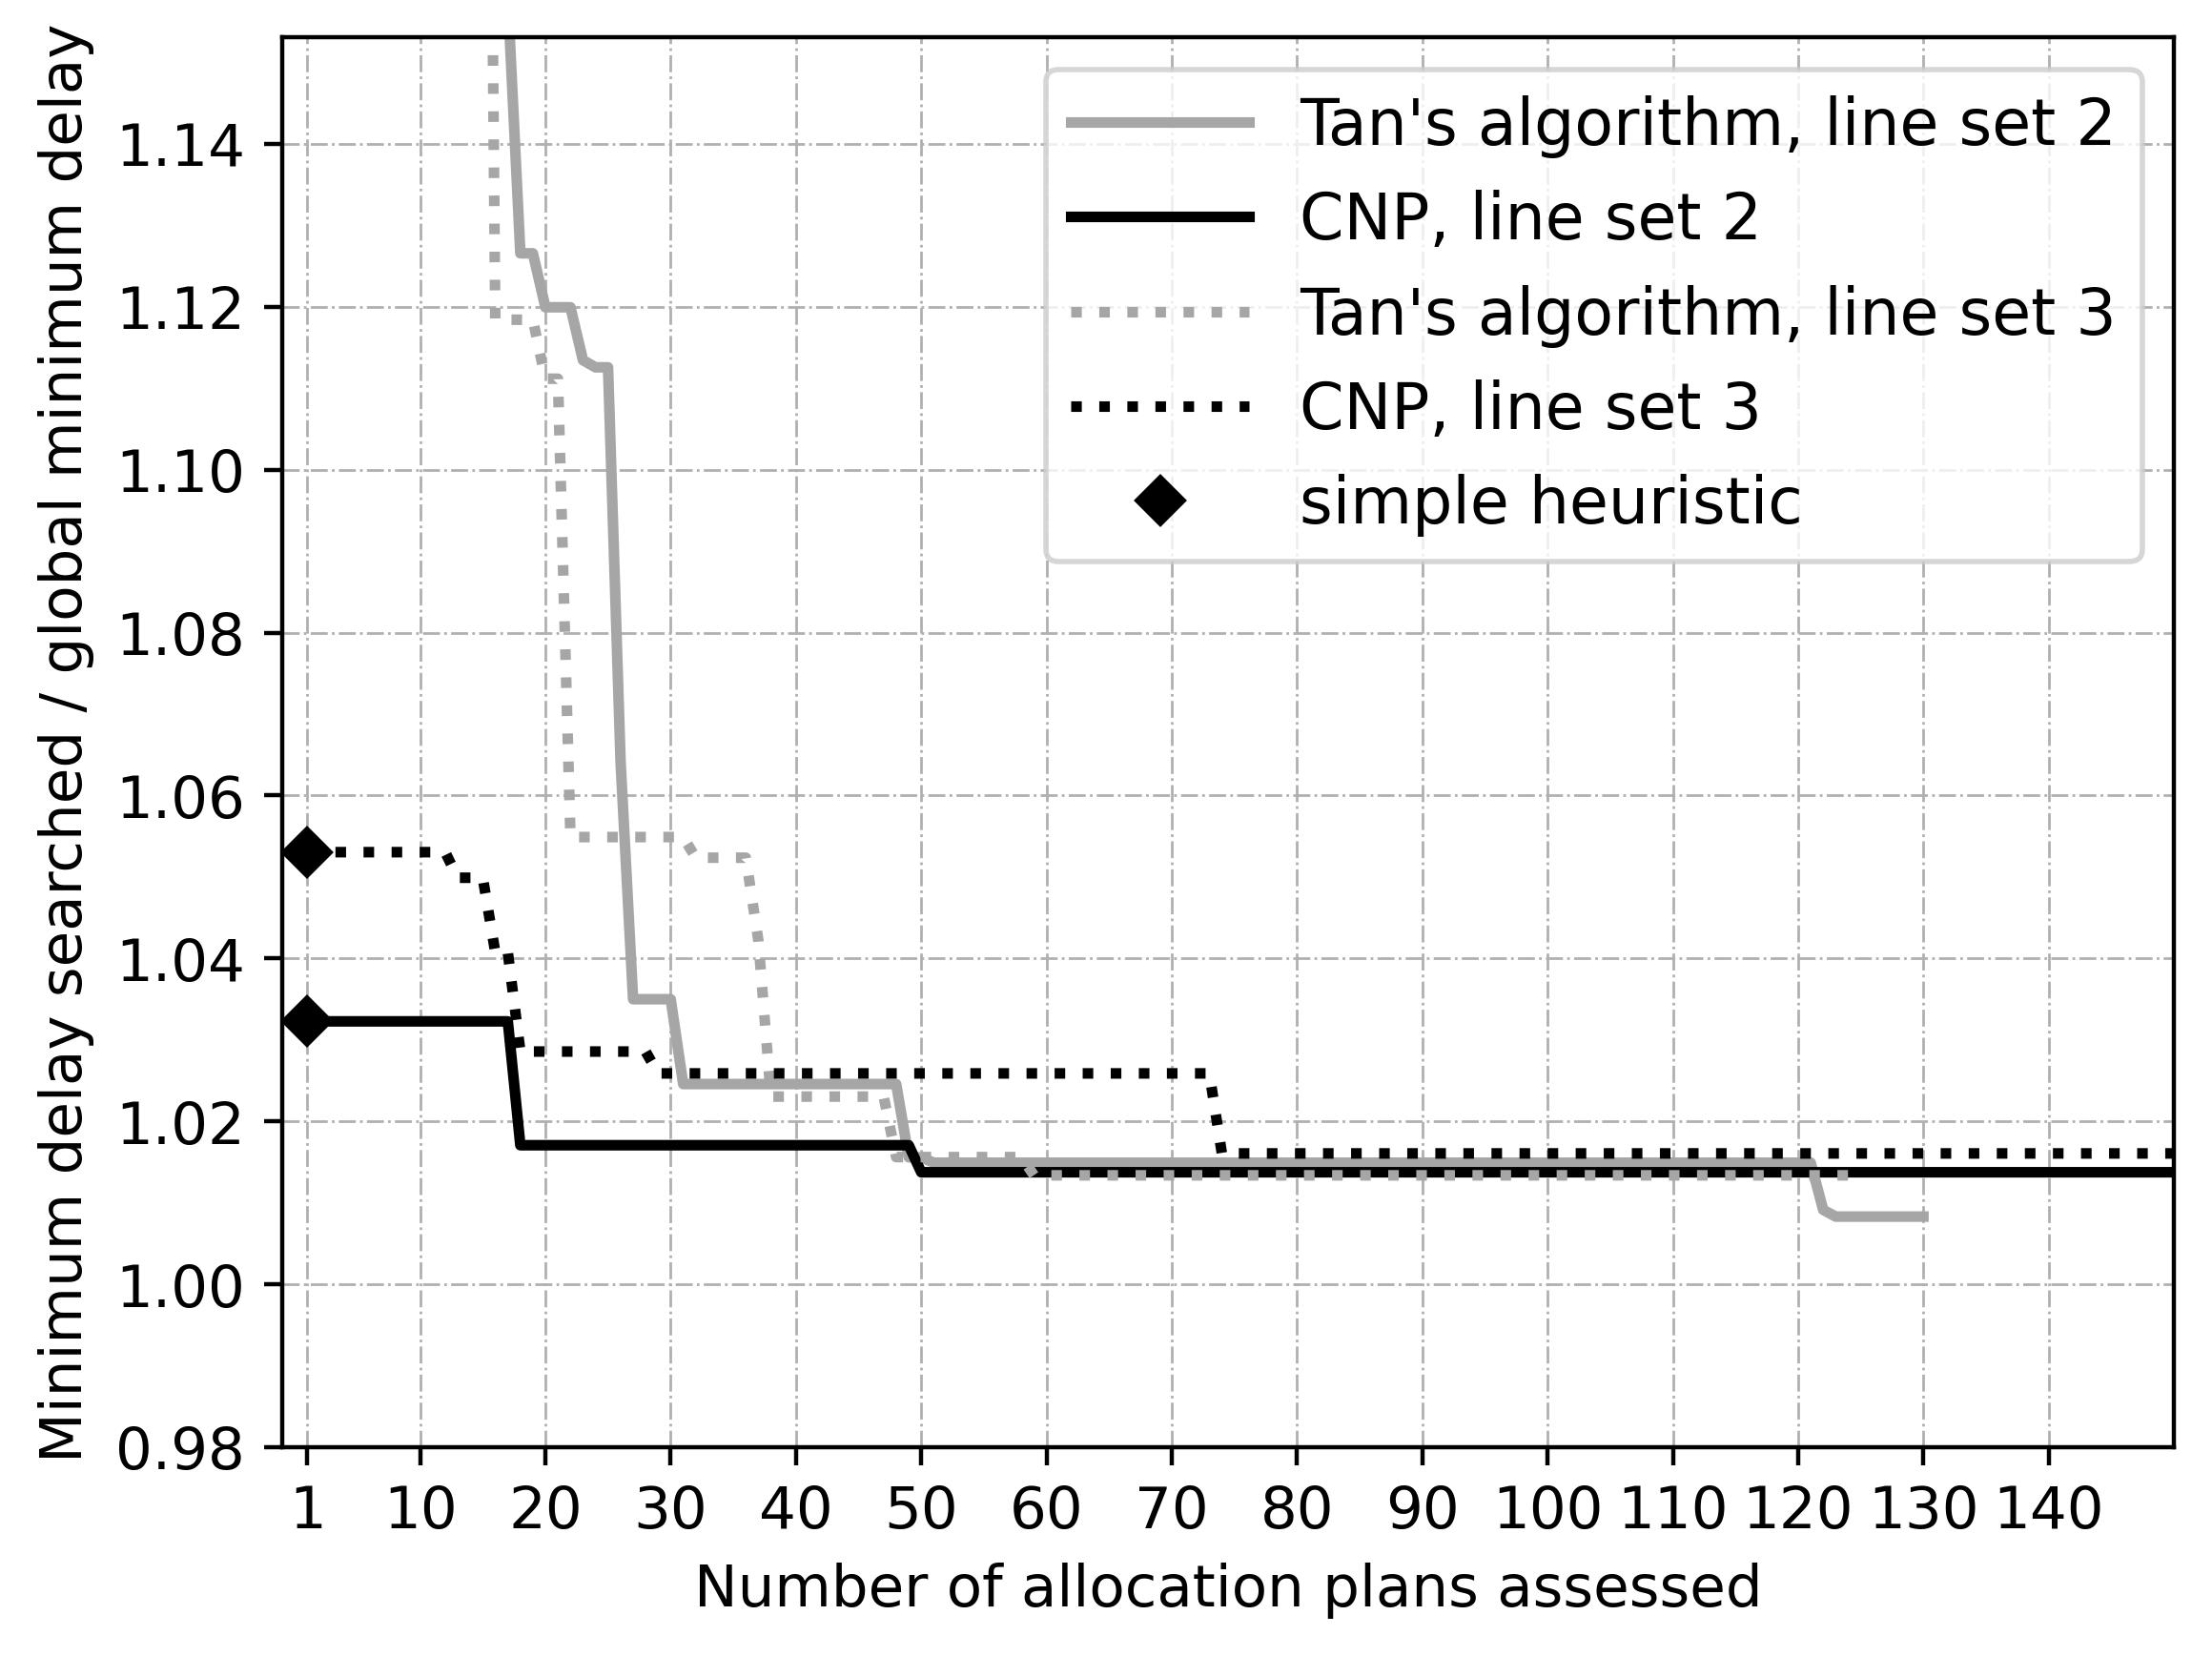 Minimum delay searched / global minimum delay
1.14
1.12
1.10
1.08
1.06
1.04
1.02
1.00
0.98
Tan's algorithm, line set 2
CNP, line set 2
Tan's algorithm, line set 3
CNP, line set 3
simple heuristic
1 10 20 30 40 50 60 70 80 90 100 110 120 130 140
Number of allocation plans assessed